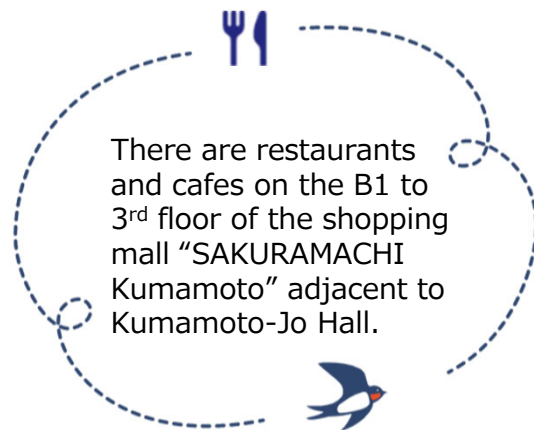 There are restaurants
and cafes on the B1 to
3rd floor of the shopping
mall “SAKURAMACHI
Kumamoto” adjacent to
Kumamoto-Jo Hall.